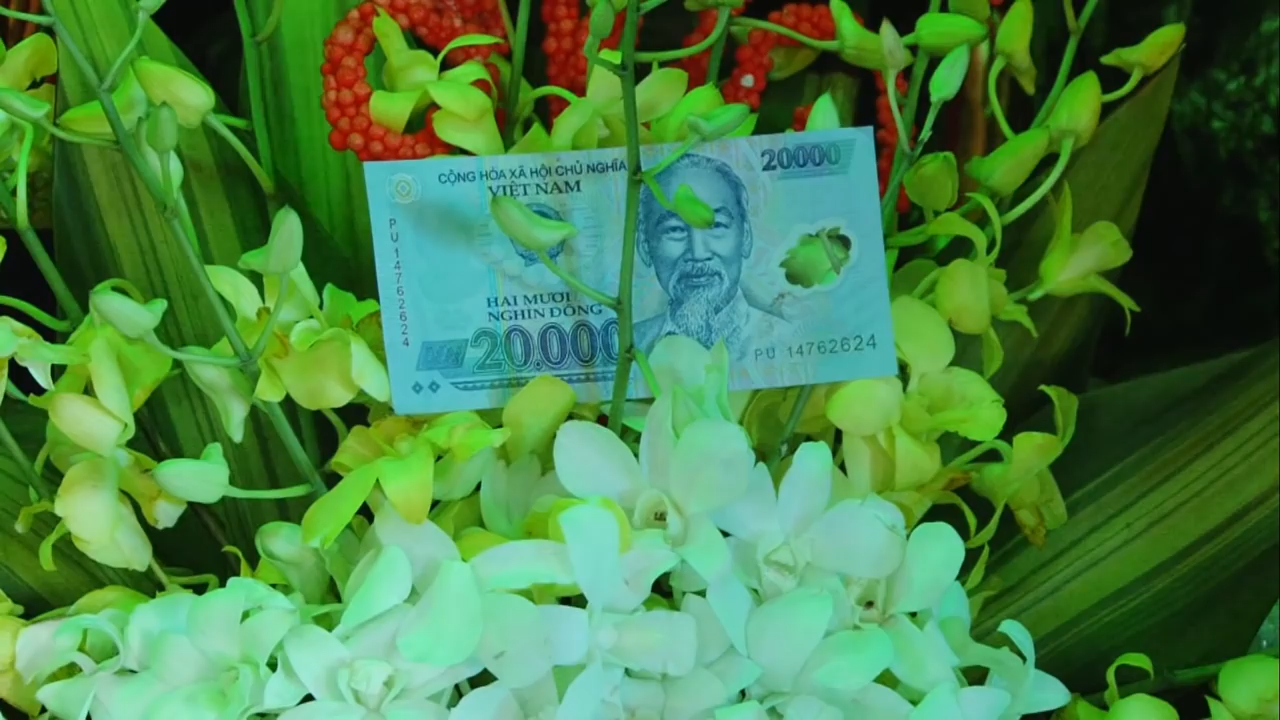 CỘNG HÒA XÃ HỘI CHỦ NGHĨA
VIỆT NAM
20000
PU 14762624
HAI MƯƠI
NGHÌN ĐỒNG
20.000
PU 14762624